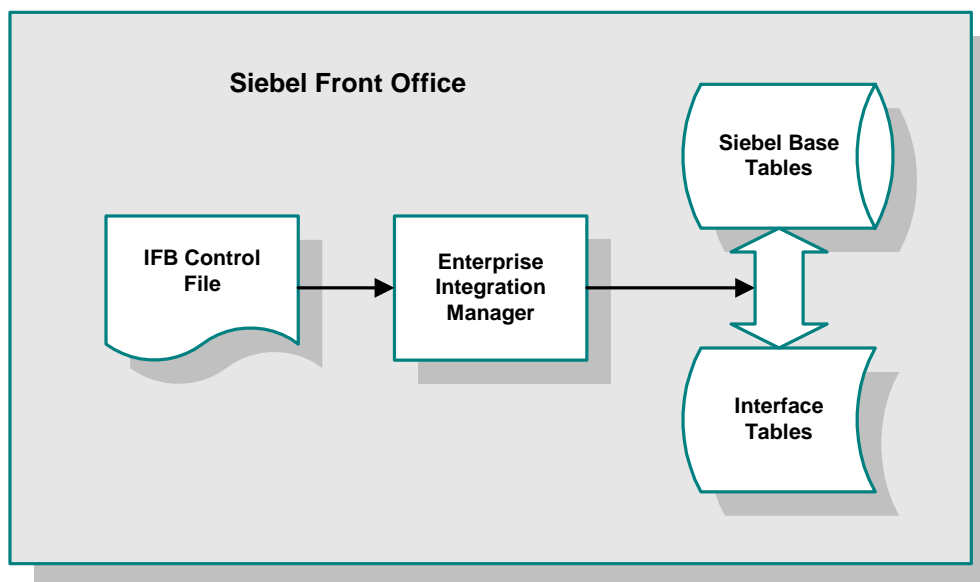 Siebel Front Office
Siebel Base
Tables
IFB Control
File
Enterprise
Integration
Manager
Interface
Tables